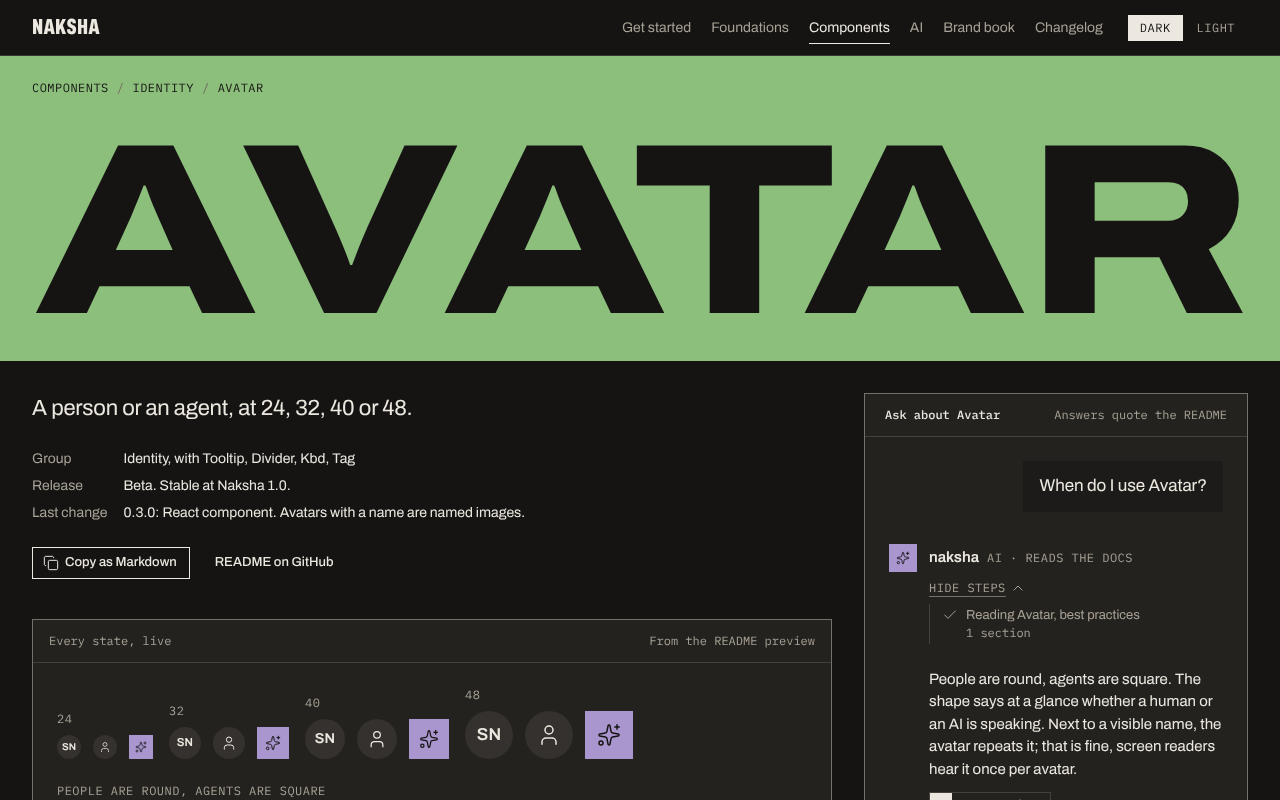 NAKSHA
Get started Foundations Components AI Brand book Changelog DARK LIGHT
COMPONENTS / IDENTITY / AVATAR
AVATAR
A person or an agent, at 24, 32, 40 or 48.
Group Identity, with Tooltip, Divider, Kbd, Tag
Release Beta. Stable at Naksha 1.0.
Last change 0.3.0: React component. Avatars with a name are named images.
Copy as Markdown README on GitHub
Every state, live From the README preview
24 32 40 48
SN SN SN SN
PEOPLE ARE ROUND, AGENTS ARE SQUARE
Ask about Avatar Answers quote the README
When do I use Avatar?
naksha AI · READS THE DOCS
HIDE STEPS
Reading Avatar, best practices
1 section
People are round, agents are square. The
shape says at a glance whether a human or
an AI is speaking. Next to a visible name, the
avatar repeats it; that is fine, screen readers
hear it once per avatar.